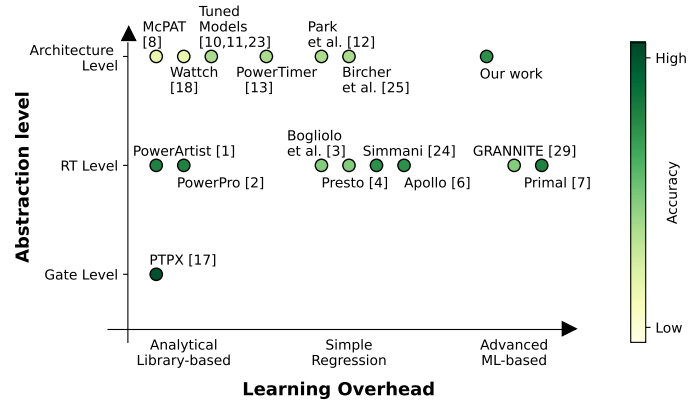 Tuned
Models
[10,11,23]
McPAT
[8]
Park
et al. [12]
Architecture
Level
Wattch
[18]
PowerTimer
[13]
Bircher
et al. [25]
Our work
High
Abstraction level
RT Level
PowerArtist [1]
PowerPro [2]
Bogliolo
et al. [3]
Simmani [24]
GRANNITE [29]
Presto [4]
Apollo [6]
Primal [7]
Accuracy
Gate Level
PTPX [17]
Low
Analytical
Library-based
Simple
Regression
Advanced
ML-based
Learning Overhead